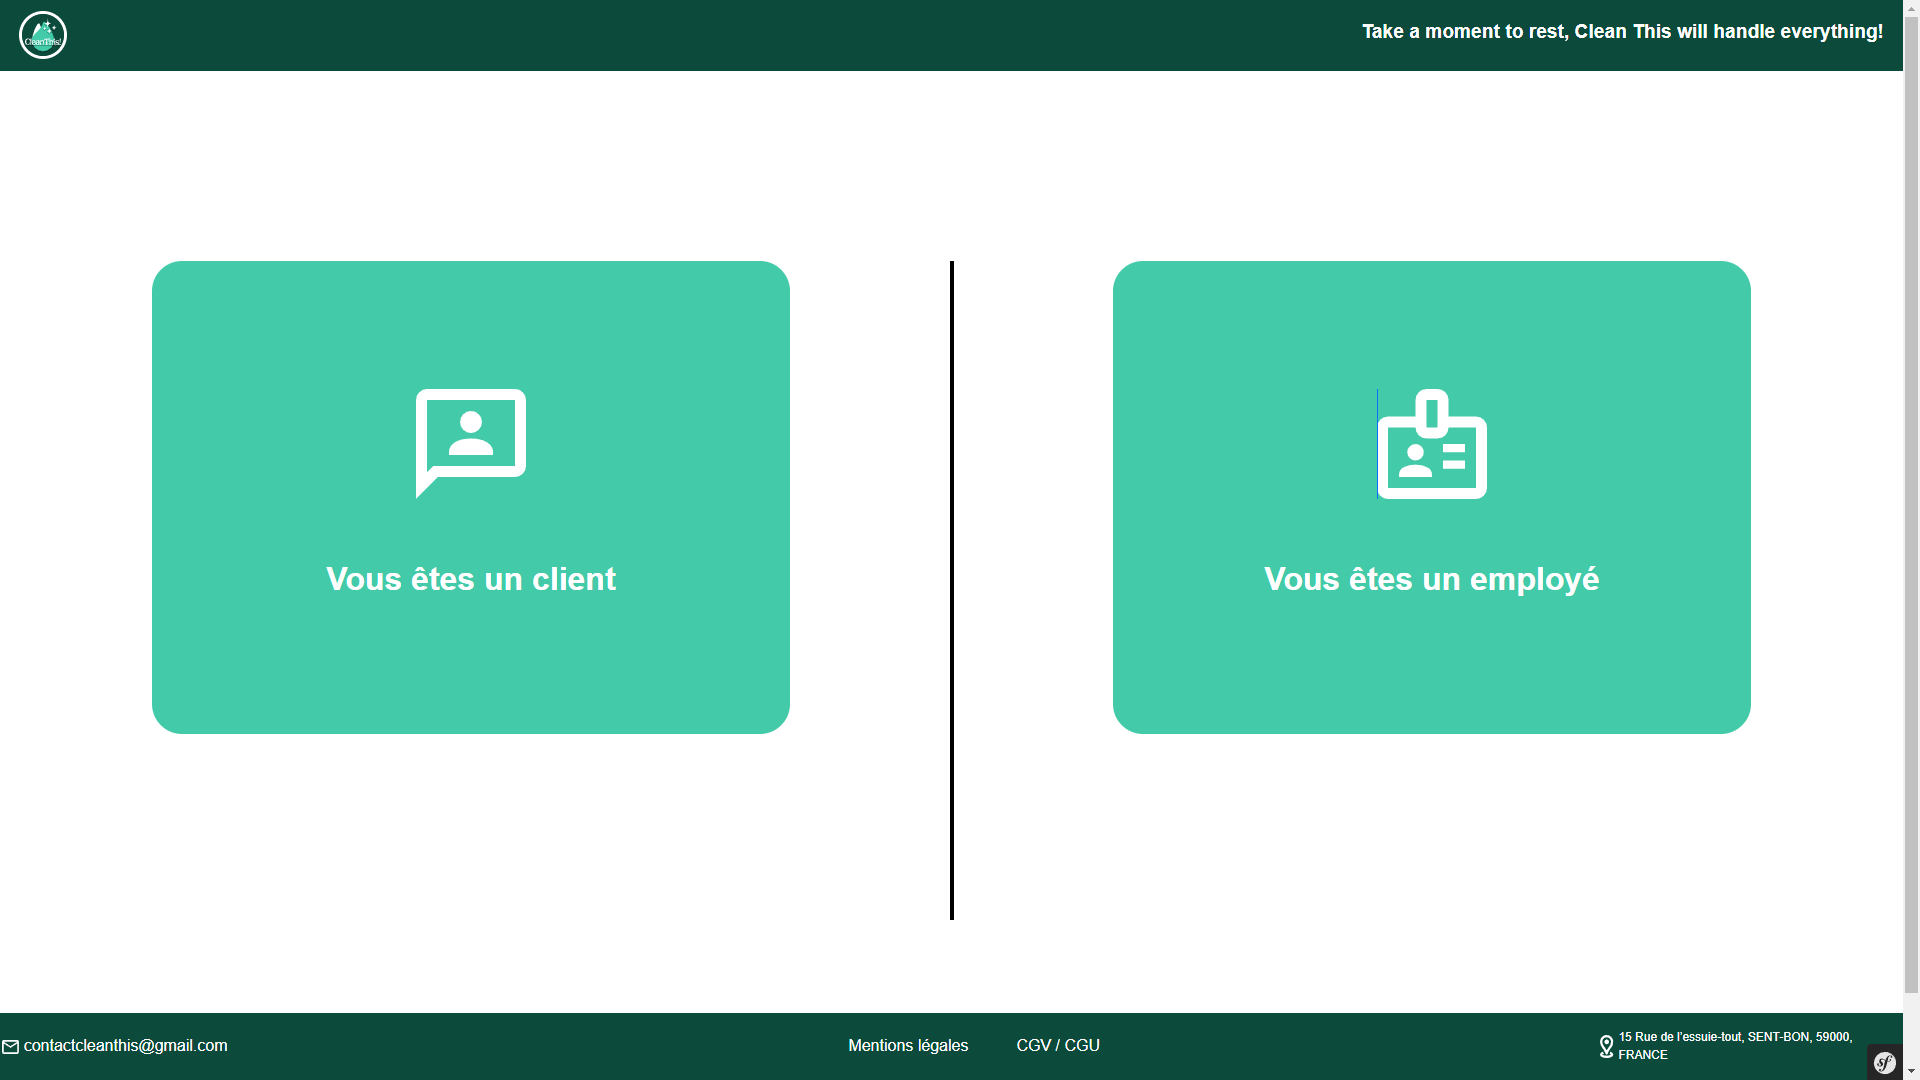 CleanThis!
Take a moment to rest, Clean This will handle everything!
Vous êtes un client
Vous êtes un employé
contactcleanthis@gmail.com
Mentions légales
CGV / CGU
15 Rue de l'essuie-tout, SENT-BON, 59000,
FRANCE
sf